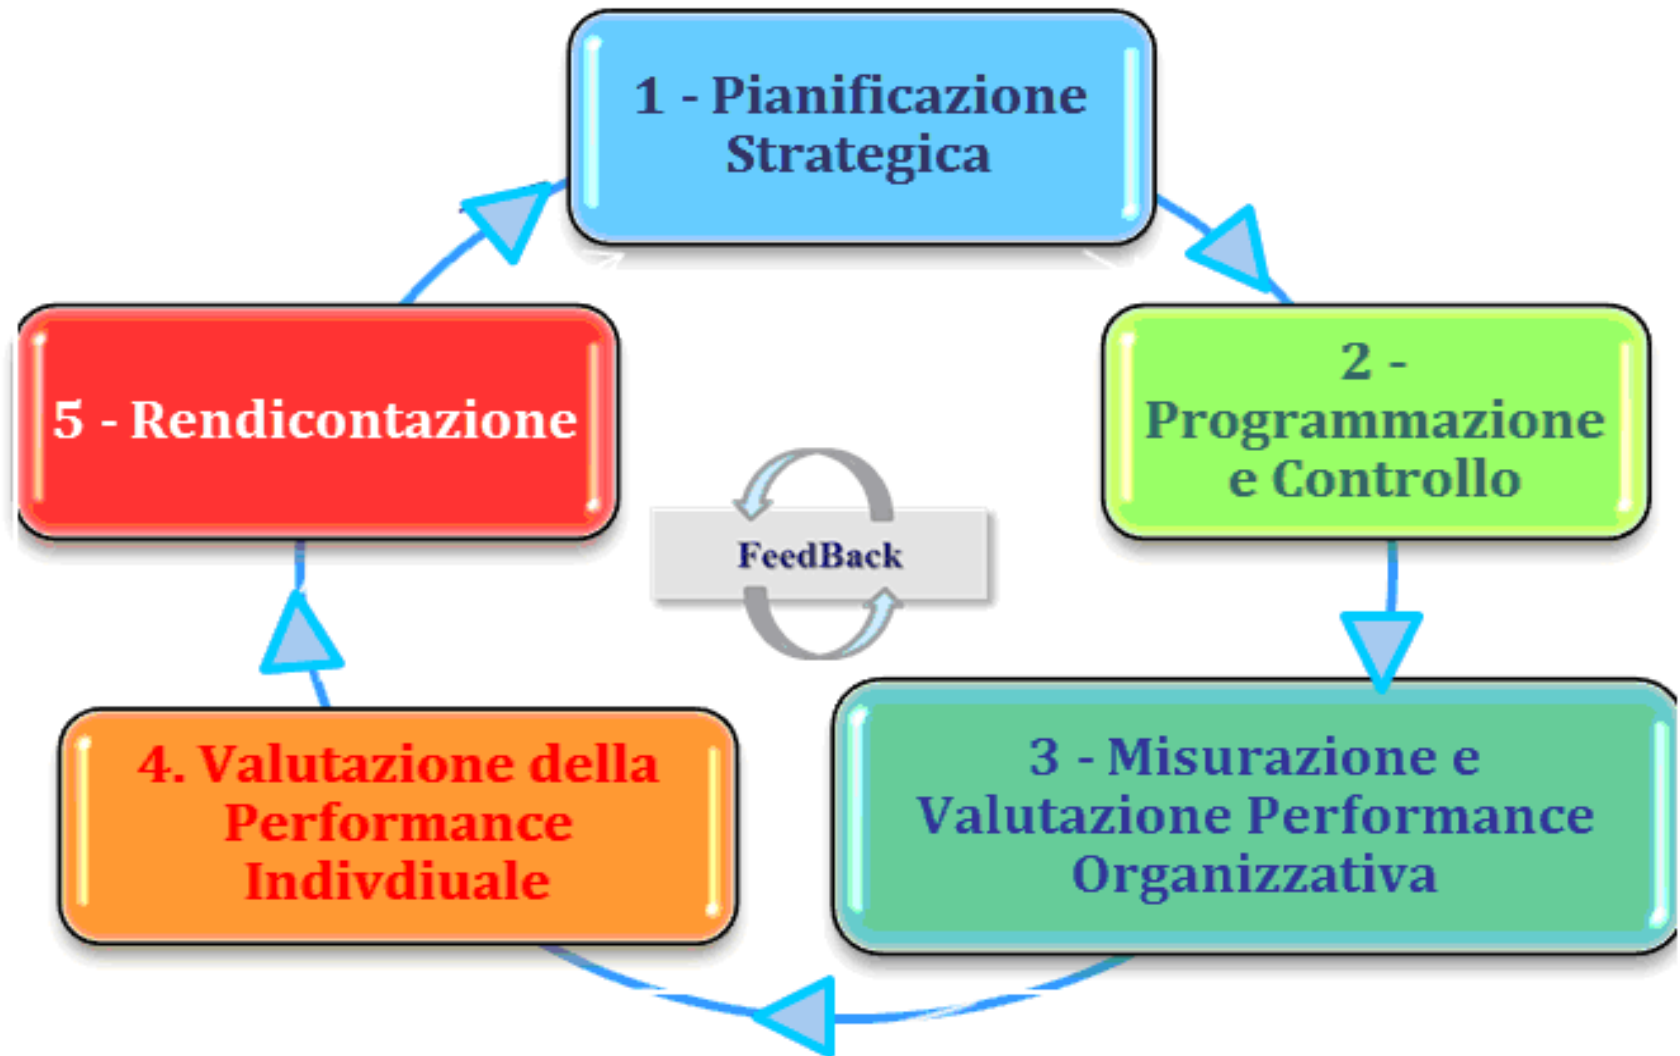 1 - Pianificazione
Strategica
2 -
Programmazione
e Controllo
3 - Misurazione e
Valutazione Performance
Organizzativa
4. Valutazione della
Performance
Indivdiuale
5 - Rendicontazione
FeedBack